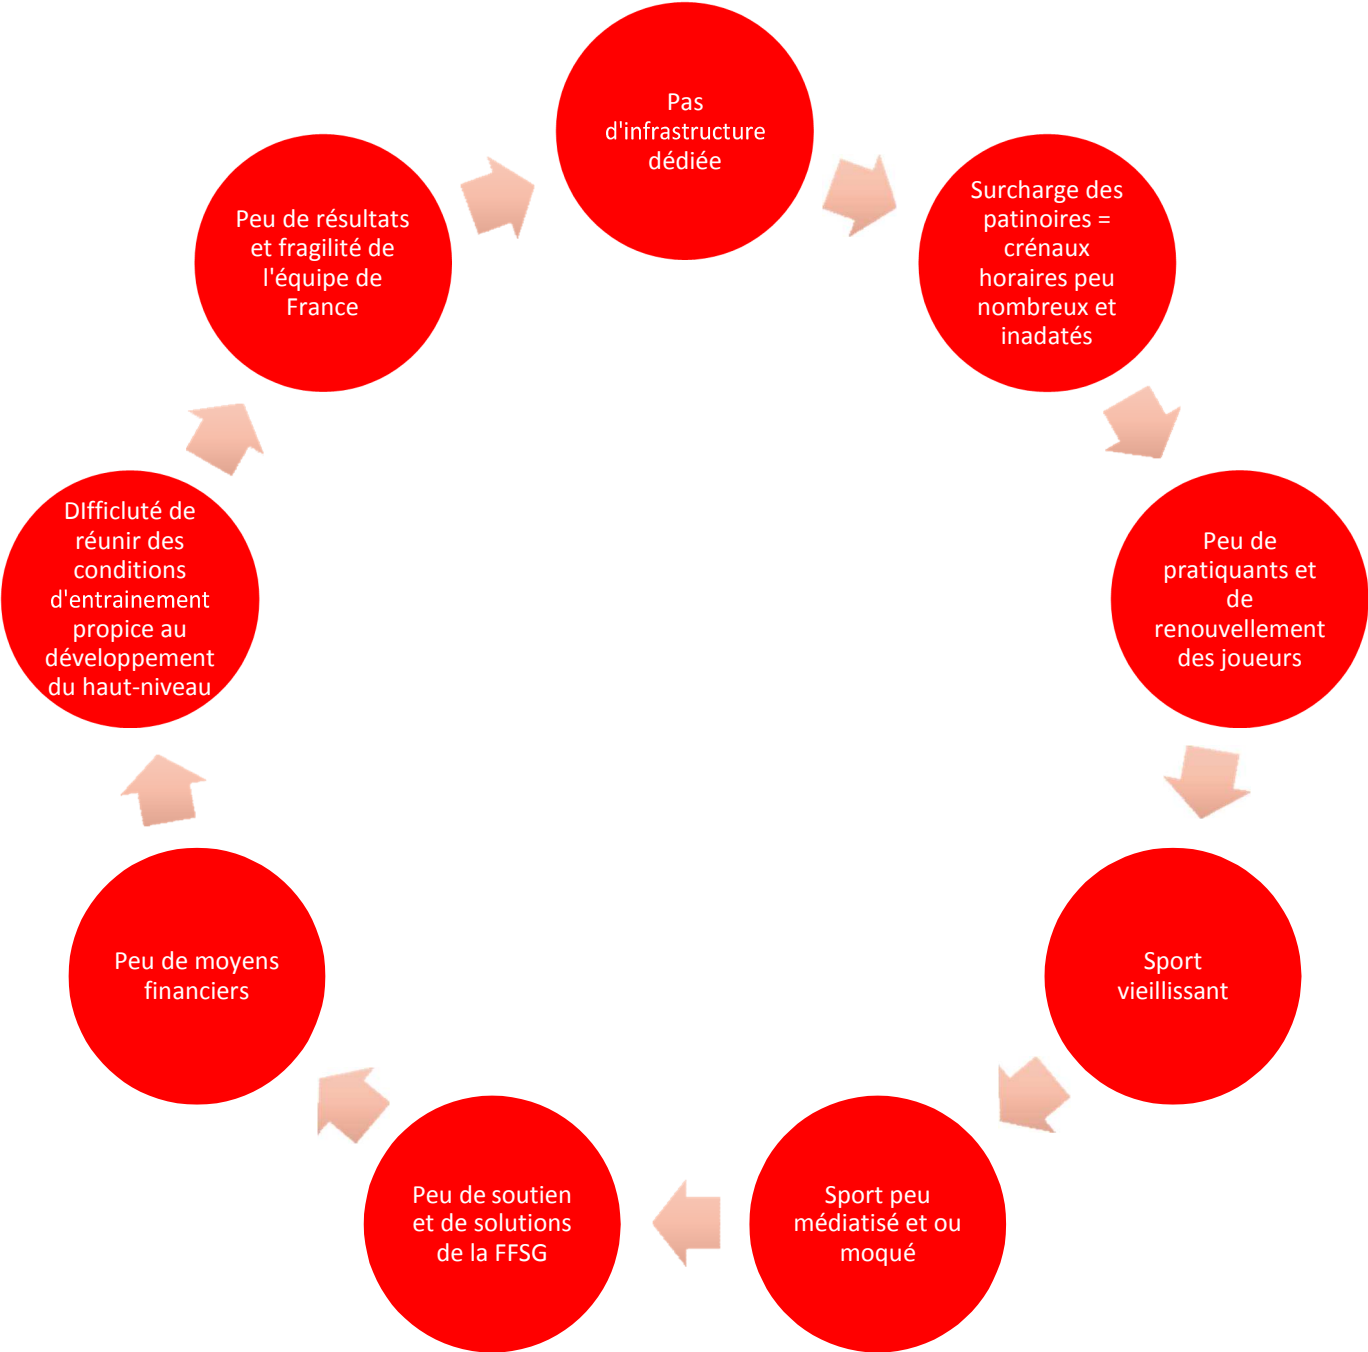 Pas
d'infrastructure
dédiée
Surcharge des
patinoires =
crénaux
horaires peu
nombreux et
inadatés
Peu de
pratiquants et
de
renouvellement
des joueurs
Sport
vieillissant
Sport peu
médiatisé et ou
moqué
Peu de soutien
et de solutions
de la FFSG
Peu de moyens
financiers
DIfficluté de
réunir des
conditions
d'entrainement
propice au
développement
du haut-niveau
Peu de résultats
et fragilité de
l'équipe de
France